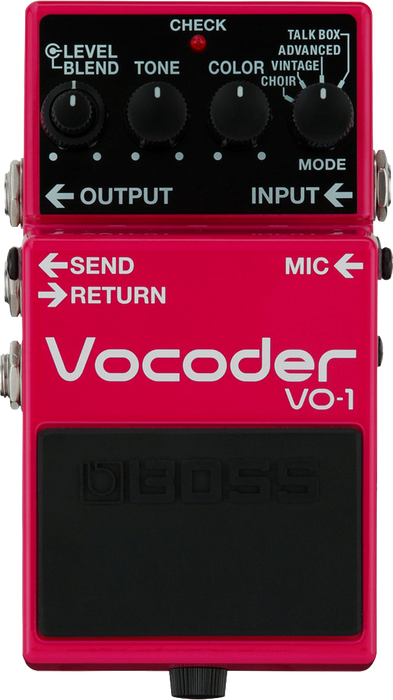 CHECK
LEVEL
BLEND
TONE
COLOR
TALK BOX
ADVANCED
VINTAGE
CHOIR
MODE
OUTPUT
INPUT
SEND
RETURN
MIC
Vocoder
VO-1
BOSS